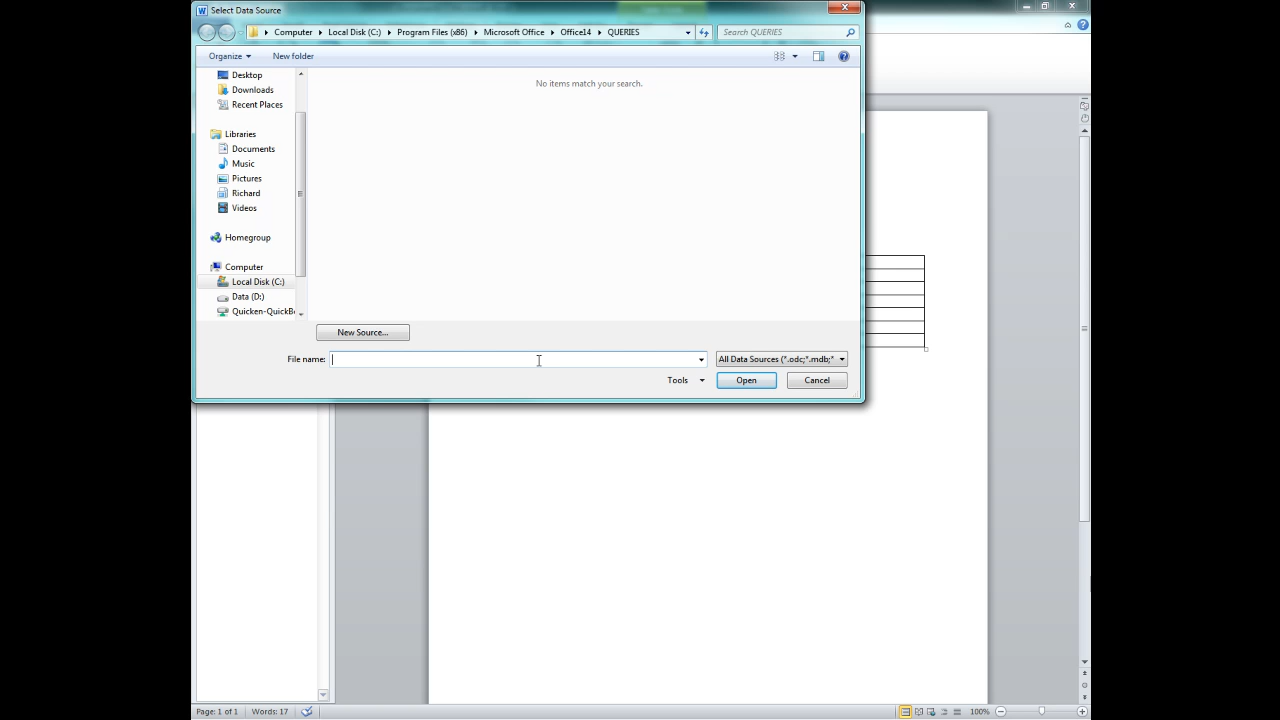 Select Data Source
Computer Local Disk (C:) Program Files (x86) Microsoft Office Office14 QUERIES
Search QUERIES
Organize New folder
Desktop
Downloads
Recent Places
Libraries
Documents
Music
Pictures
Richard
Videos
Homegroup
Computer
Local Disk (C:)
Data (D:)
Quicken-QuickB
No items match your search.
New Source...
File name:
All Data Sources (*.odc;*.mdb;*
Tools
Open
Cancel
Page: 1 of 1 Words: 17
100%